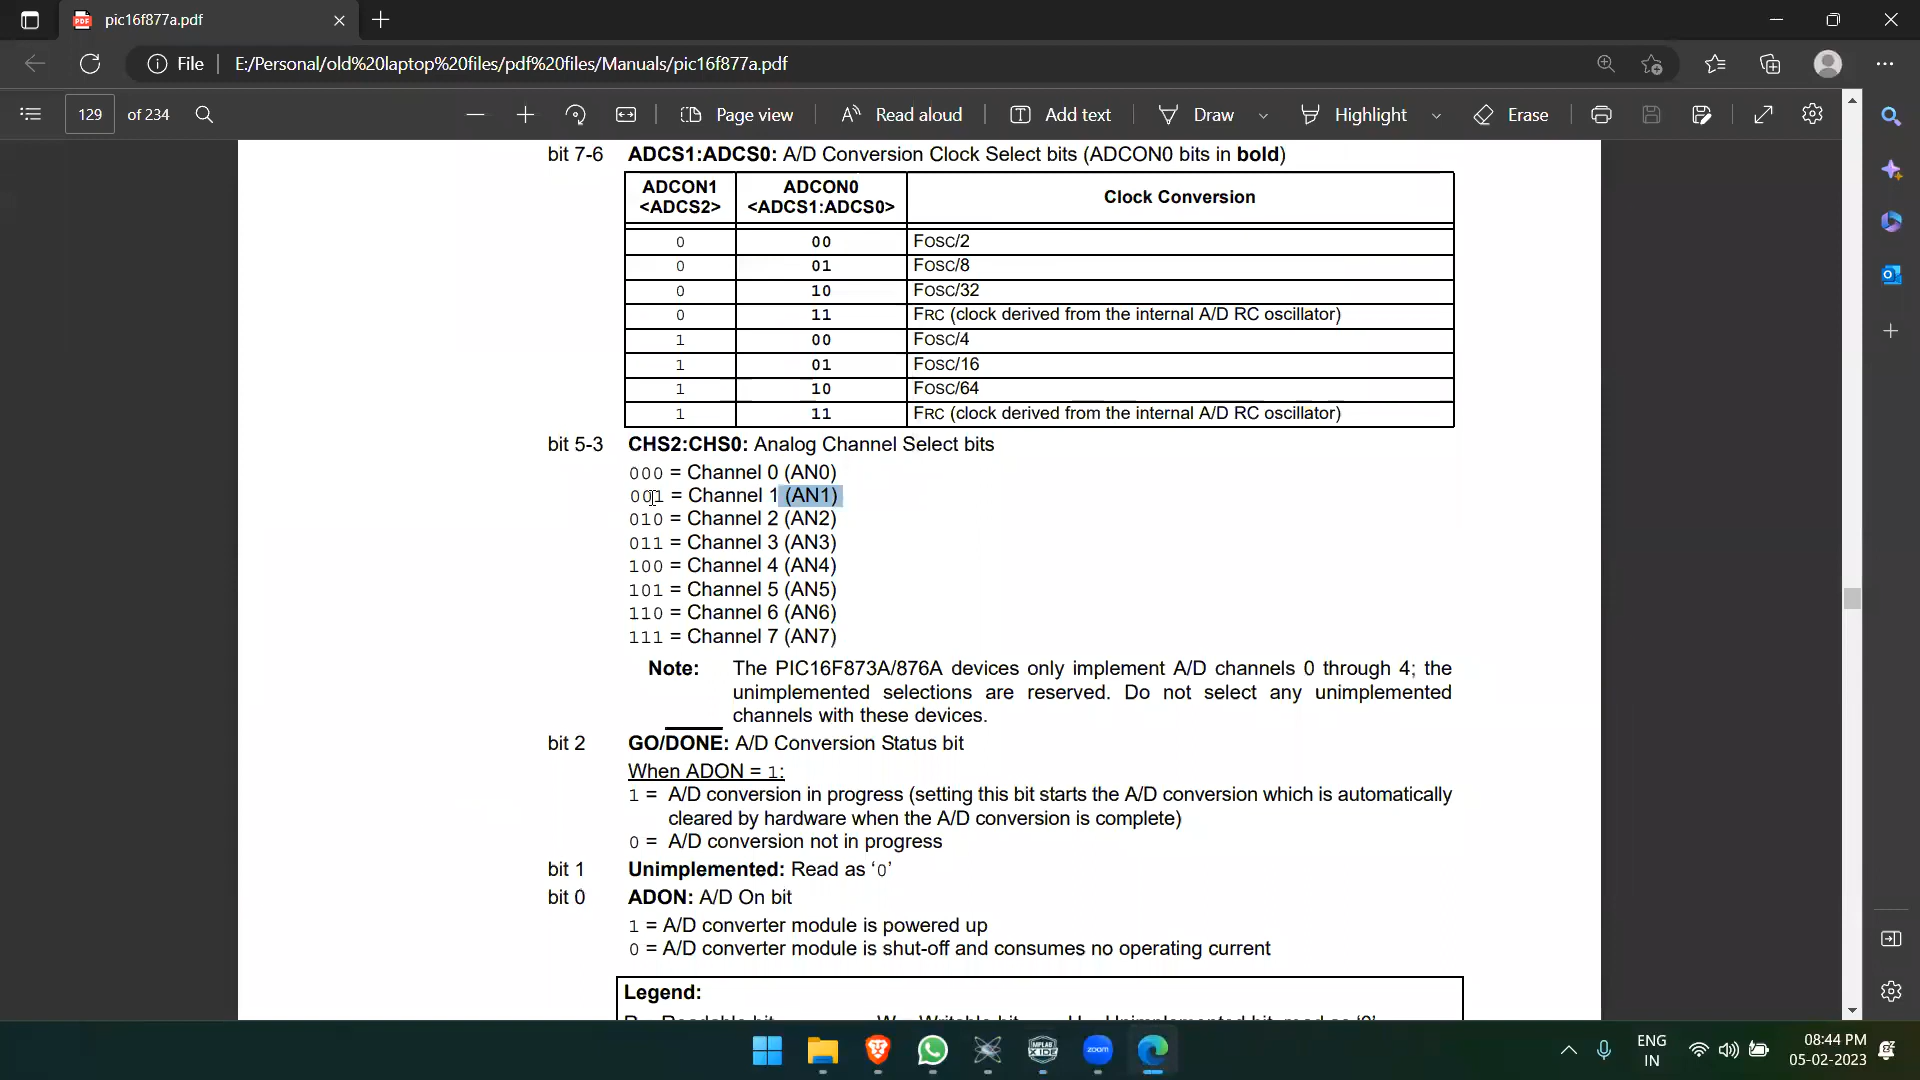 pic16f877a.pdf
File
E:/Personal/old%20laptop%20files/pdf%20files/Manuals/pic16f877a.pdf
129 of 234
Page view
Read aloud
Add text
Draw
Highlight
Erase
bit 7-6 ADCS1:ADCS0: A/D Conversion Clock Select bits (ADCON0 bits in bold)
ADCON1 <ADCS2> ADCON0 <ADCS1:ADCS0> Clock Conversion
0 00 FOSC/2
0 01 FOSC/8
0 10 FOSC/32
0 11 FRC (clock derived from the internal A/D RC oscillator)
1 00 FOSC/4
1 01 FOSC/16
1 10 FOSC/64
1 11 FRC (clock derived from the internal A/D RC oscillator)
bit 5-3 CHS2:CHS0: Analog Channel Select bits
000 = Channel 0 (AN0)
001 = Channel 1 (AN1)
010 = Channel 2 (AN2)
011 = Channel 3 (AN3)
100 = Channel 4 (AN4)
101 = Channel 5 (AN5)
110 = Channel 6 (AN6)
111 = Channel 7 (AN7)
Note: The PIC16F873A/876A devices only implement A/D channels 0 through 4; the
unimplemented selections are reserved. Do not select any unimplemented
channels with these devices.
bit 2 GO/DONE: A/D Conversion Status bit
When ADON = 1:
1 = A/D conversion in progress (setting this bit starts the A/D conversion which is automatically
cleared by hardware when the A/D conversion is complete)
0 = A/D conversion not in progress
bit 1 Unimplemented: Read as ‘0’
bit 0 ADON: A/D On bit
1 = A/D converter module is powered up
0 = A/D converter module is shut-off and consumes no operating current
Legend:
MPLAB
X IDE
zoom
ENG
IN
08:44 PM
05-02-2023